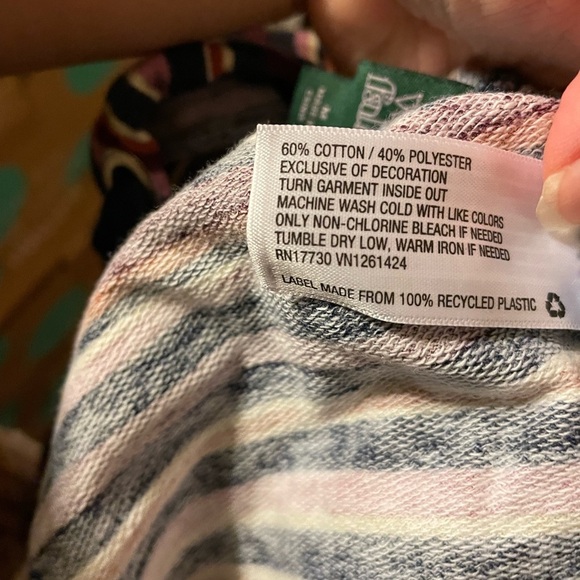 60% COTTON / 40% POLYESTER
EXCLUSIVE OF DECORATION
TURN GARMENT INSIDE OUT
MACHINE WASH COLD WITH LIKE COLORS
ONLY NON-CHLORINE BLEACH IF NEEDED
TUMBLE DRY LOW, WARM IRON IF NEEDED
RN17730 VN1261424
LABEL MADE FROM 100% RECYCLED PLASTIC